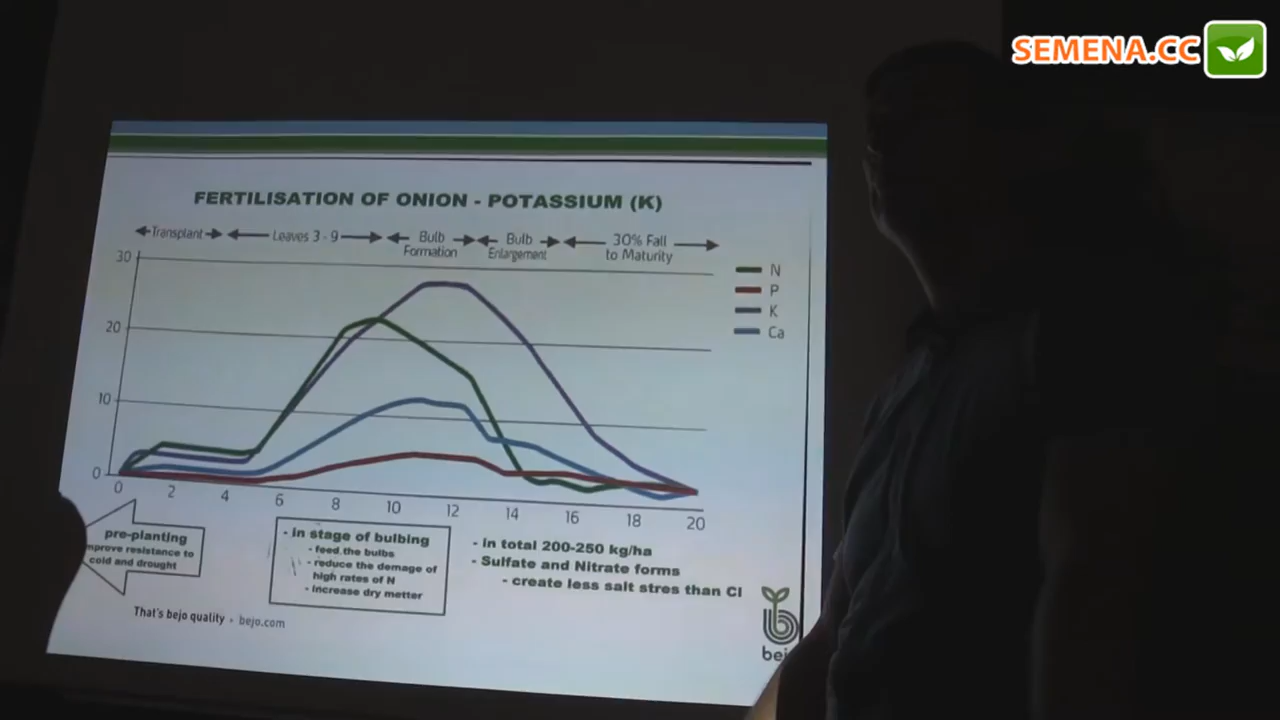 SEMENA.CC
FERTILISATION OF ONION - POTASSIUM (K)
Transplant
Leaves 3 - 9
Bulb
Formation
Bulb
Enlargement
30% Fall
to Maturity
30
20
10
0
N
P
K
Ca
0 2 4 6 8 10 12 14 16 18 20
pre-planting
mprove resistance to
cold and drought
- in stage of bulbing
- feed the bulbs
- reduce the demage of
high rates of N
- increase dry metter
- in total 200-250 kg/ha
- Sulfate and Nitrate forms
- create less salt stres than Cl
That's bejo quality • bejo.com
bej